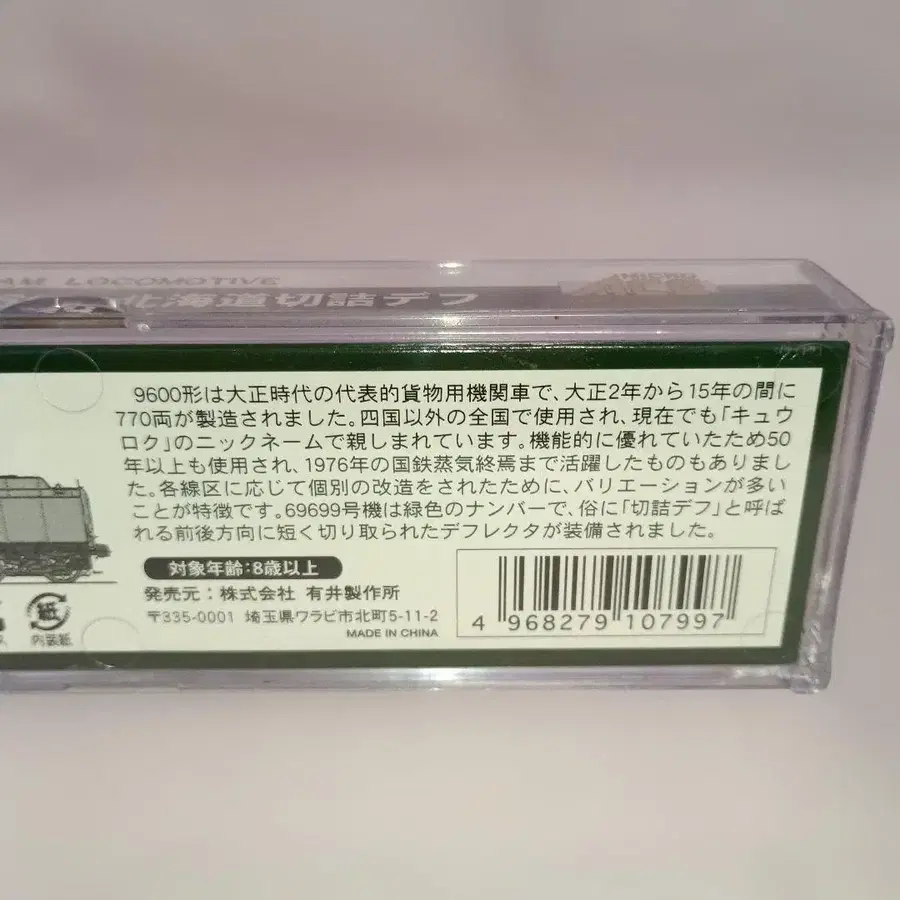 AM LOCOMOTIVE
MICRO
ACE
北海道切詰デフ
9600形は大正時代の代表的貨物用機関車で、大正2年から15年の間に
770両が製造されました。四国以外の全国で使用され、現在でも「キュウ
ロク」のニックネームで親しまれています。機能的に優れていたため50
年以上も使用され、1976年の国鉄蒸気終焉まで活躍したものもありまし
た。各線区に応じて個別の改造をされたために、バリエーションが多い
ことが特徴です。69699号機は緑色のナンバーで、俗に「切詰デフ」と呼ば
れる前後方向に短く切り取られたデフレクタが装備されました。
対象年齢:8歳以上
発売元：株式会社 有井製作所
〒335-0001 埼玉県ワラビ市北町5-11-2
MADE IN CHINA
4 968279 107997
紙
内装紙